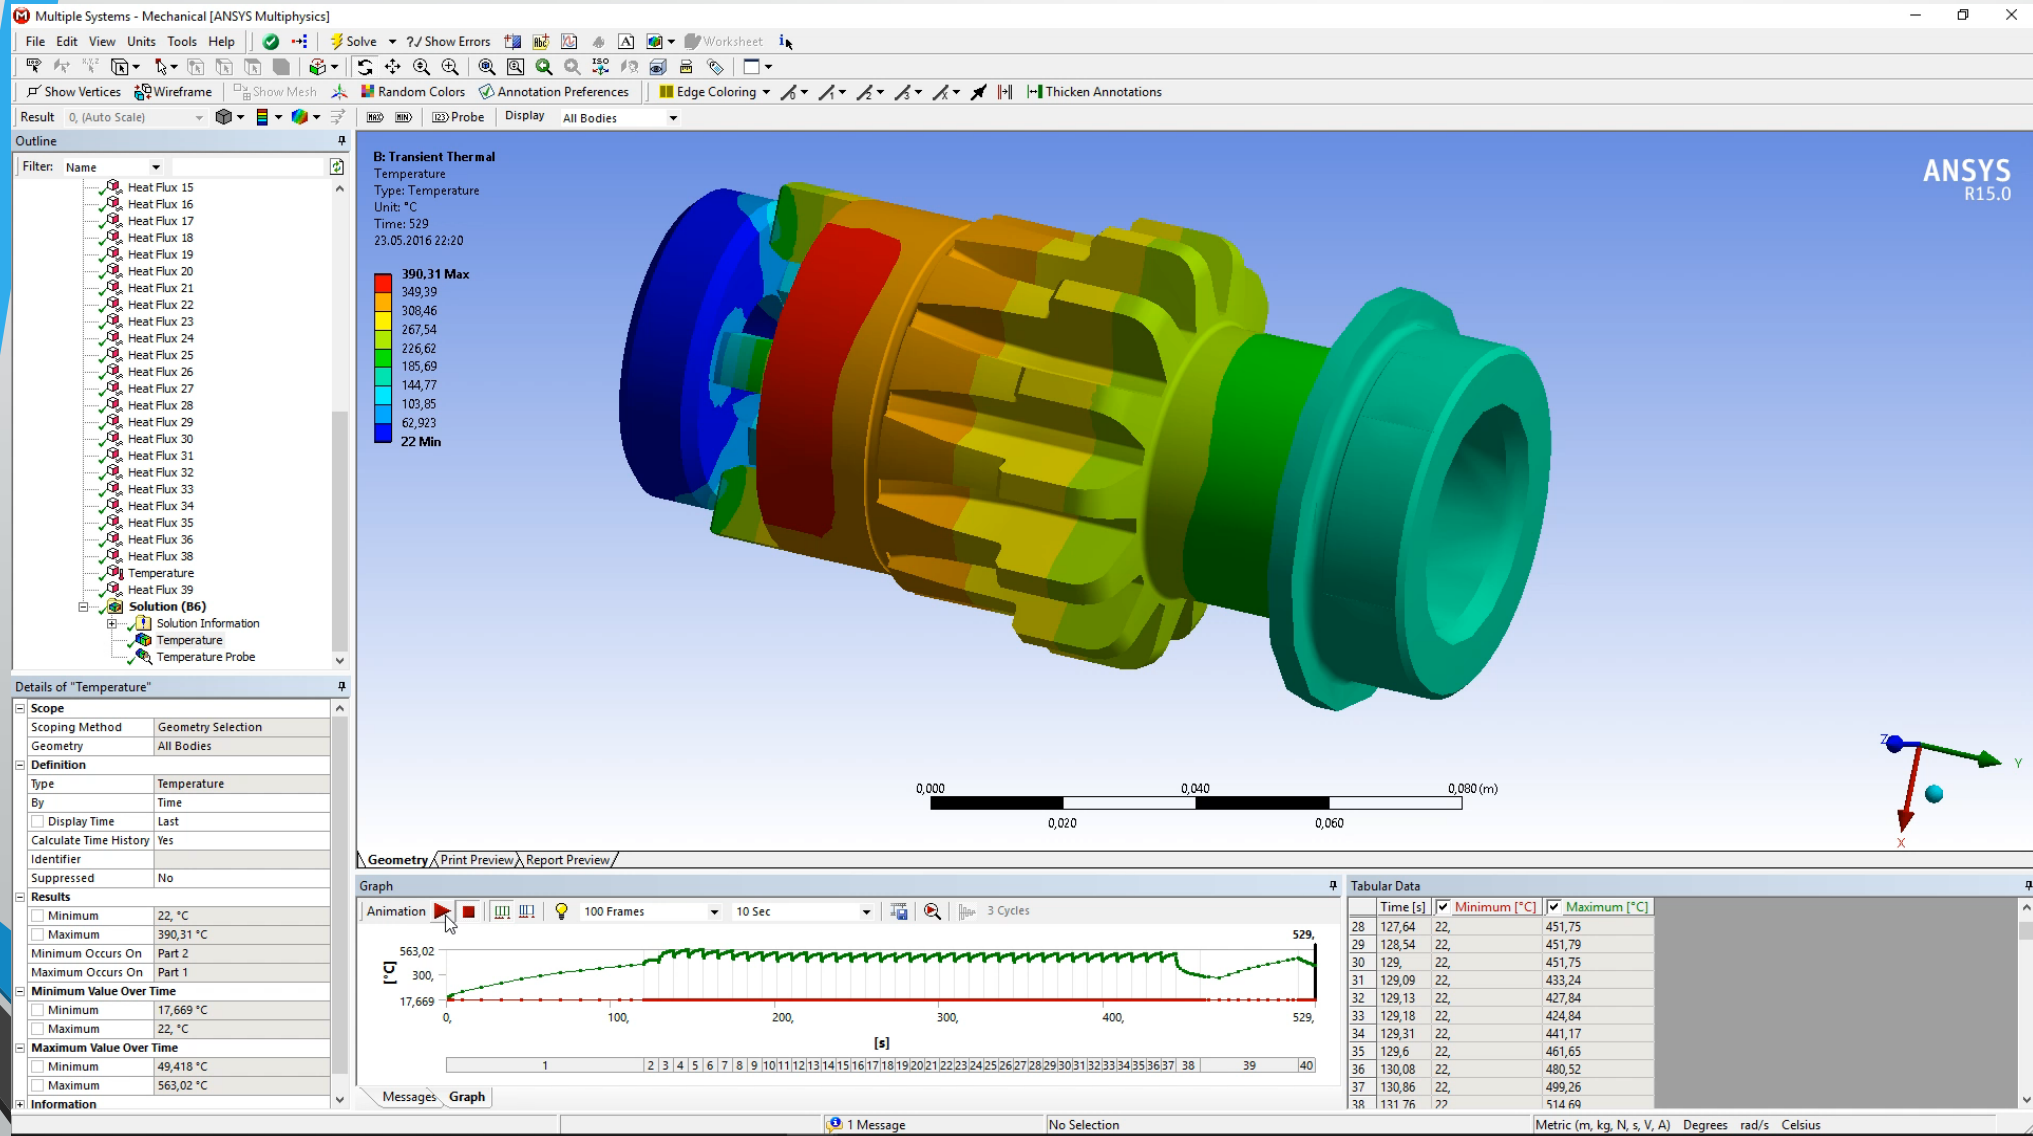 Multiple Systems - Mechanical [ANSYS Multiphysics]
File Edit View Units Tools Help Solve ?/ Show Errors Worksheet
Show Vertices Wireframe Show Mesh Random Colors Annotation Preferences Edge Coloring Thicken Annotations
Result 0, (Auto Scale) MAX MIN Probe Display All Bodies
Outline
Filter: Name
Heat Flux 15
Heat Flux 16
Heat Flux 17
Heat Flux 18
Heat Flux 19
Heat Flux 20
Heat Flux 21
Heat Flux 22
Heat Flux 23
Heat Flux 24
Heat Flux 25
Heat Flux 26
Heat Flux 27
Heat Flux 28
Heat Flux 29
Heat Flux 30
Heat Flux 31
Heat Flux 32
Heat Flux 33
Heat Flux 34
Heat Flux 35
Heat Flux 36
Heat Flux 38
Temperature
Heat Flux 39
Solution (B6)
Solution Information
Temperature
Temperature Probe
Details of "Temperature"
Scope
Scoping Method Geometry Selection
Geometry All Bodies
Definition
Type Temperature
By Time
Display Time Last
Calculate Time History Yes
Identifier
Suppressed No
Results
Minimum 22, °C
Maximum 390,31 °C
Minimum Occurs On Part 2
Maximum Occurs On Part 1
Minimum Value Over Time
Minimum 17,669 °C
Maximum 22, °C
Maximum Value Over Time
Minimum 49,418 °C
Maximum 563,02 °C
Information
B: Transient Thermal
Temperature
Type: Temperature
Unit: °C
Time: 529
23.05.2016 22:20
390,31 Max
349,39
308,46
267,54
226,62
185,69
144,77
103,85
62,923
22 Min
ANSYS
R15.0
0,000 0,040 0,080 (m)
0,020 0,060
Z
Y
X
Geometry Print Preview Report Preview
Graph
Animation 100 Frames 10 Sec 3 Cycles
529,
563,02
300,
17,669
[°C]
0, 100, 200, 300, 400, 529,
[s]
1 2 3 4 5 6 7 8 9 10 11 12 13 14 15 16 17 18 19 20 21 22 23 24 25 26 27 28 29 30 31 32 33 34 35 36 37 38 39 40
Messages Graph
Tabular Data
Time [s] Minimum [°C] Maximum [°C]
28 127,64 22, 451,75
29 128,54 22, 451,79
30 129, 22, 451,75
31 129,09 22, 433,24
32 129,13 22, 427,84
33 129,18 22, 424,84
34 129,31 22, 441,17
35 129,6 22, 461,65
36 130,08 22, 480,52
37 130,86 22, 499,26
38 131,76 22, 514,69
1 Message No Selection Metric (m, kg, N, s, V, A) Degrees rad/s Celsius